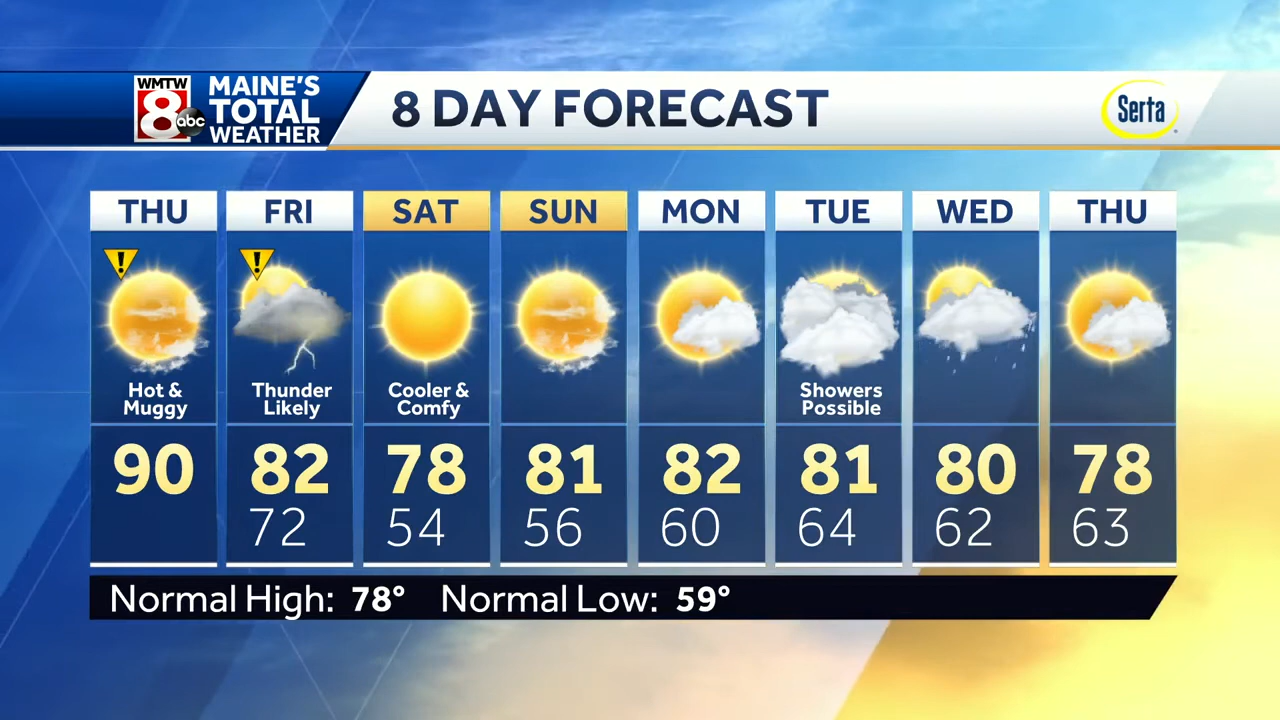 WMTW
8
abc
MAINE'S
TOTAL
WEATHER
8 DAY FORECAST
Serta
THU FRI SAT SUN MON TUE WED THU
! !
Hot &
Muggy
Thunder
Likely
Cooler &
Comfy
Showers
Possible
90 82 78 81 82 81 80 78
72 54 56 60 64 62 63
Normal High: 78° Normal Low: 59°